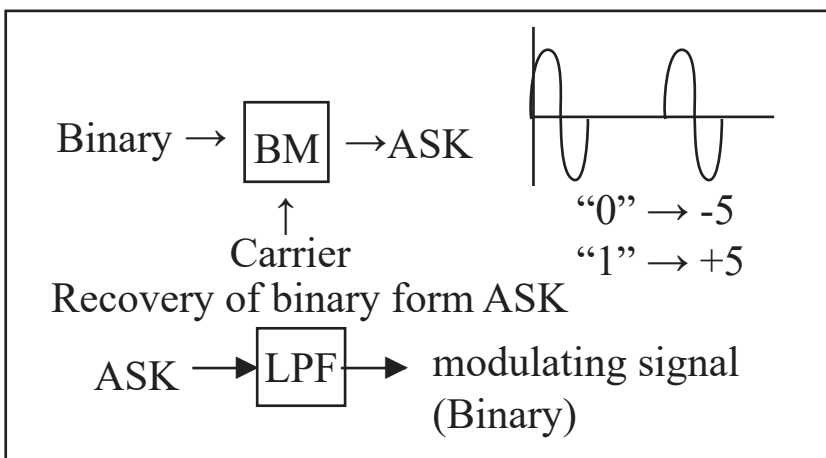 Binary → BM → ASK
↑
Carrier
“0” → -5
“1” → +5
Recovery of binary form ASK
ASK → LPF → modulating signal
(Binary)